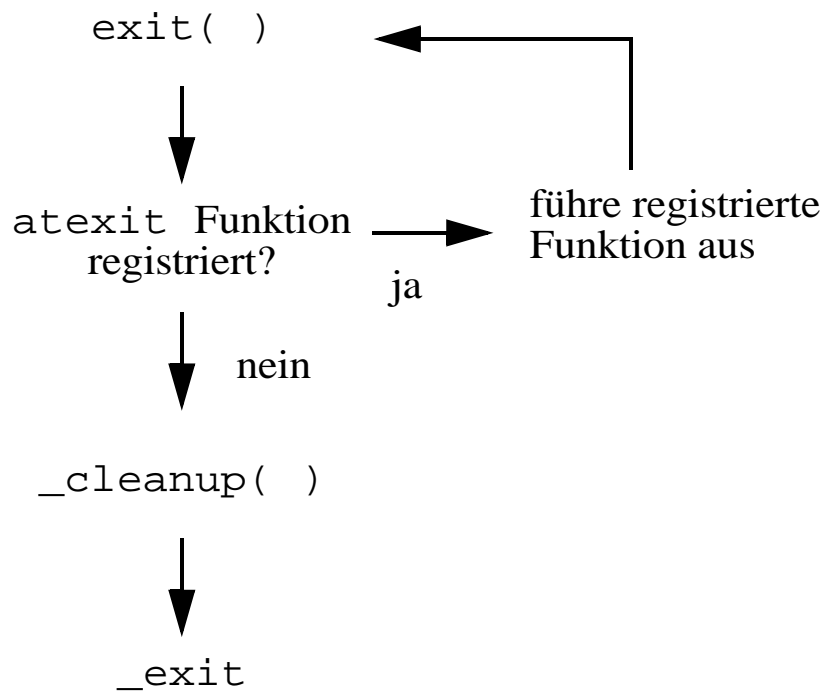 exit( )
atexit Funktion
registriert?
ja
führe registrierte
Funktion aus
nein
_cleanup( )
_exit